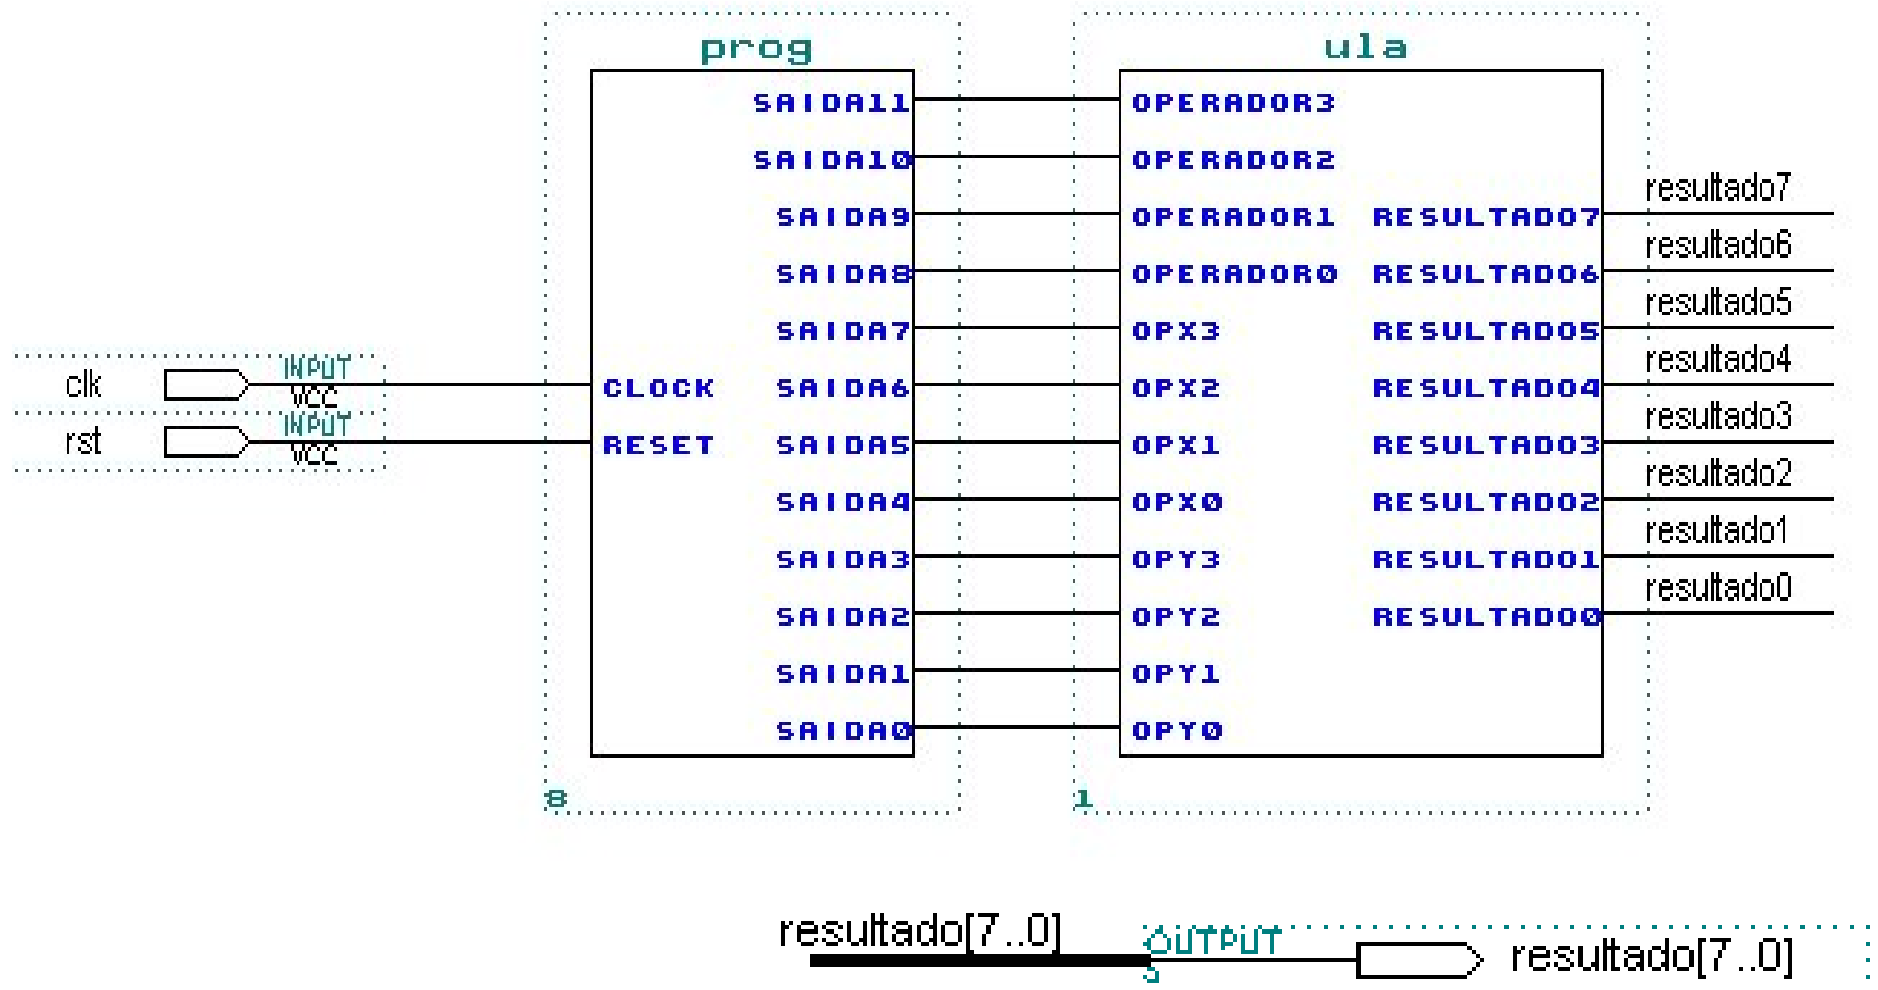 prog
ula
SAIDA11 OPERADOR3
SAIDA10 OPERADOR2
resultado7
SAIDA9 OPERADOR1 RESULTADO7
resultado6
SAIDA8 OPERADOR0 RESULTADO6
resultado5
SAIDA7 OPX3 RESULTADO5
INPUT
resultado4
clk VCC CLOCK SAIDA6 OPX2 RESULTADO4
INPUT
resultado3
rst VCC RESET SAIDA5 OPX1 RESULTADO3
resultado2
SAIDA4 OPX0 RESULTADO2
resultado1
SAIDA3 OPY3 RESULTADO1
resultado0
SAIDA2 OPY2 RESULTADO0
SAIDA1 OPY1
SAIDA0 OPY0
8 1
resultado[7..0] OUTPUT resultado[7..0]